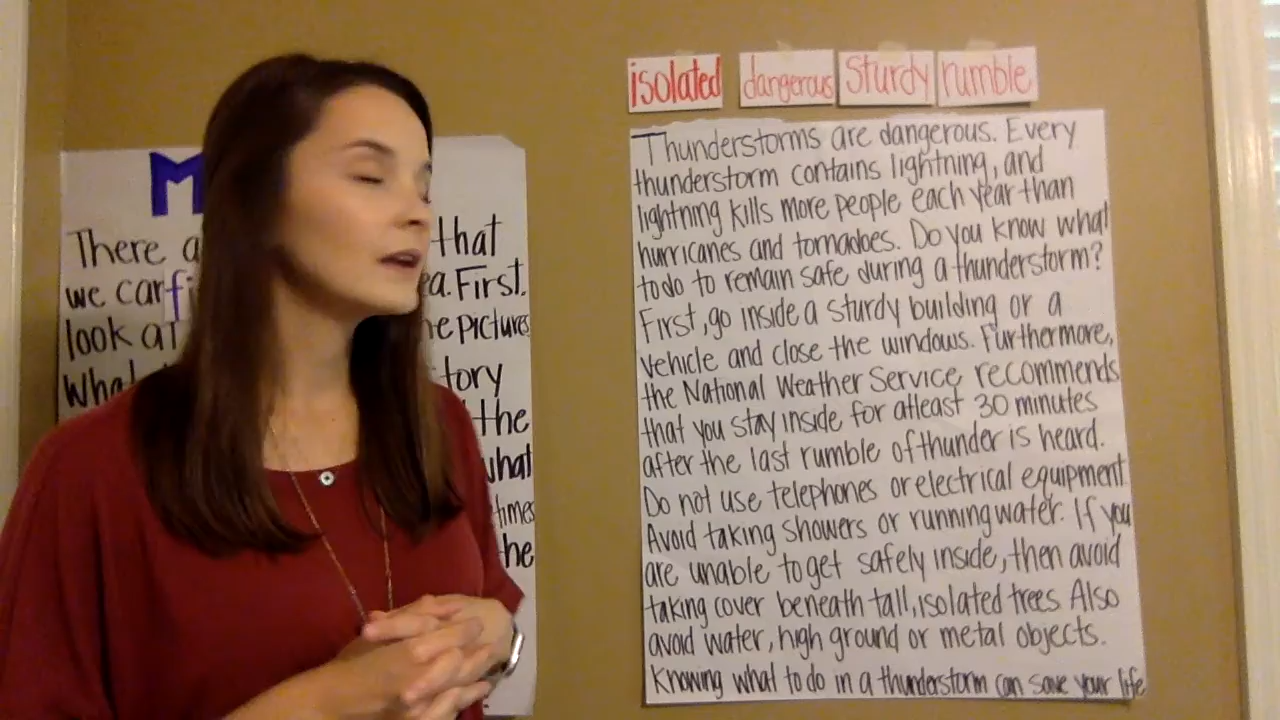 isolated dangerous Sturdy rumble
Thunderstorms are dangerous. Every
thunderstorm contains lightning, and
lightning kills more people each year than
hurricanes and tornadoes. Do you know what
to do to remain safe during a thunderstorm?
First, go inside a sturdy building or a
vehicle and close the windows. Furthermore,
the National Weather Service recommends
that you stay inside for atleast 30 minutes
after the last rumble of thunder is heard.
Do not use telephones or electrical equipment
Avoid taking showers or running water. If you
are unable to get safely inside, then avoid
taking cover beneath tall, isolated trees Also
avoid water, high ground or metal objects.
Knowing what to do in a thunderstorm can save your life
M
There that
we can First.
look at pictures
What story
the
what
times